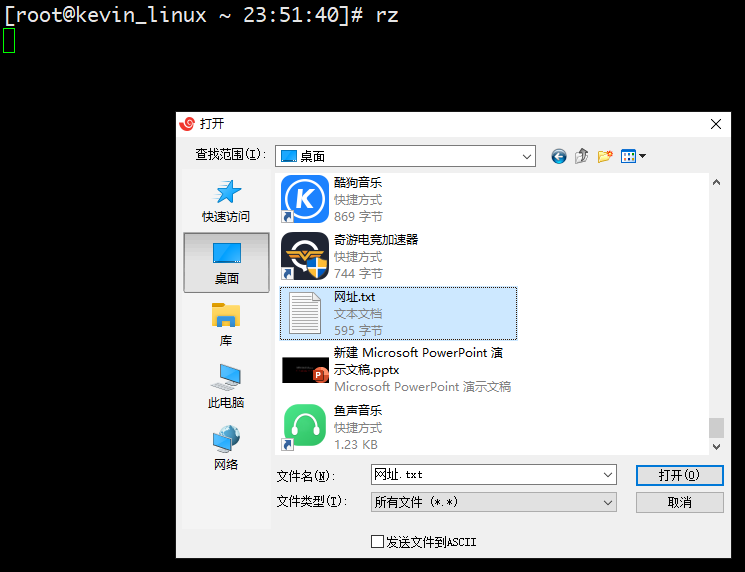 [root@kevin_linux ~ 23:51:40]# rz
打开
查找范围(I):
桌面
快速访问
桌面
库
此电脑
网络
酷狗音乐
快捷方式
869 字节
奇游电竞加速器
快捷方式
744 字节
网址.txt
文本文档
595 字节
新建 Microsoft PowerPoint 演
示文稿.pptx
Microsoft PowerPoint 演示文稿
鱼声音乐
快捷方式
1.23 KB
文件名(N):
网址.txt
打开(O)
文件类型(T):
所有文件 (*.*)
取消
发送文件到ASCII